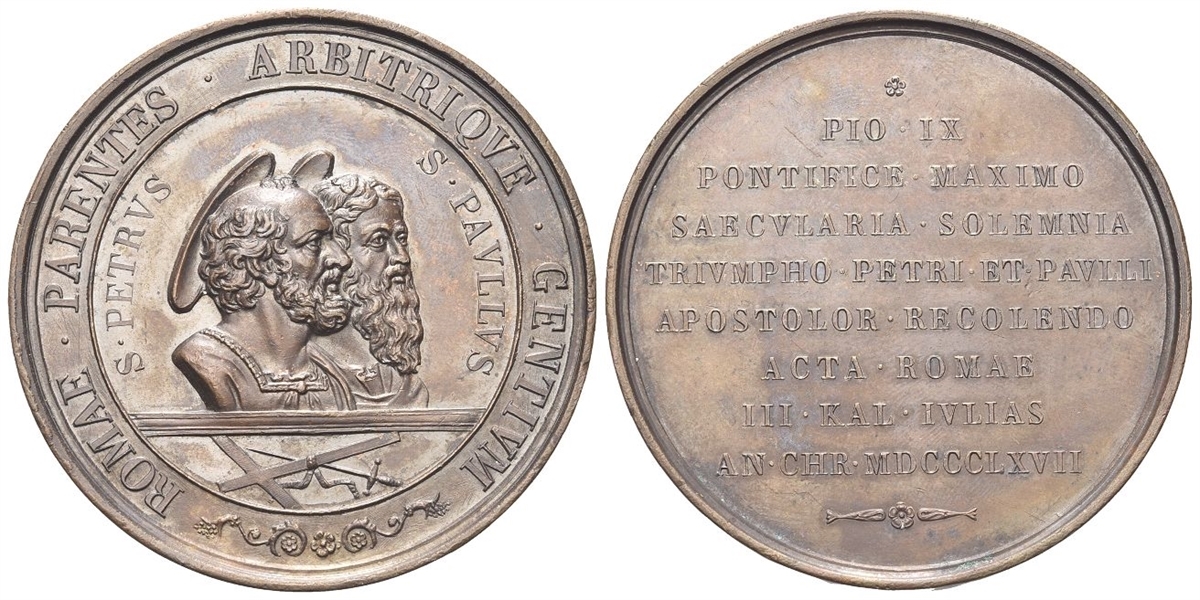 ROMAE · PARENTES · ARBITRIQVE · GENTIVM
S · PETRVS
S · PAVLLVS
PIO · IX
PONTIFICE · MAXIMO
SAECVLARIA · SOLEMNIA
TRIVMPHO · PETRI · ET · PAVLLI
APOSTOLOR · RECOLENDO
ACTA · ROMAE
III · KAL · IVLIAS
AN · CHR · MDCCCLXVII